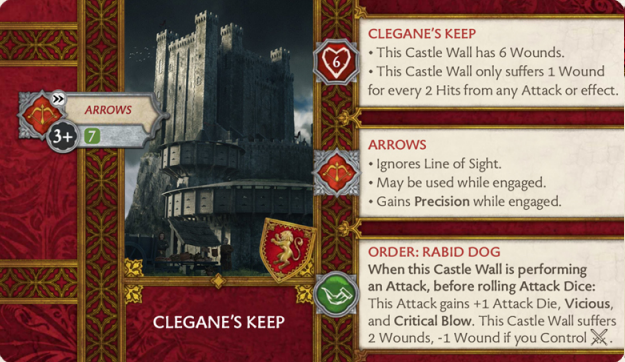 ARROWS
3+ 7
CLEGANE'S KEEP
6
CLEGANE'S KEEP
• This Castle Wall has 6 Wounds.
• This Castle Wall only suffers 1 Wound
for every 2 Hits from any Attack or effect.
ARROWS
• Ignores Line of Sight.
• May be used while engaged.
• Gains Precision while engaged.
ORDER: RABID DOG
When this Castle Wall is performing
an Attack, before rolling Attack Dice:
This Attack gains +1 Attack Die, Vicious,
and Critical Blow. This Castle Wall suffers
2 Wounds, -1 Wound if you Control .